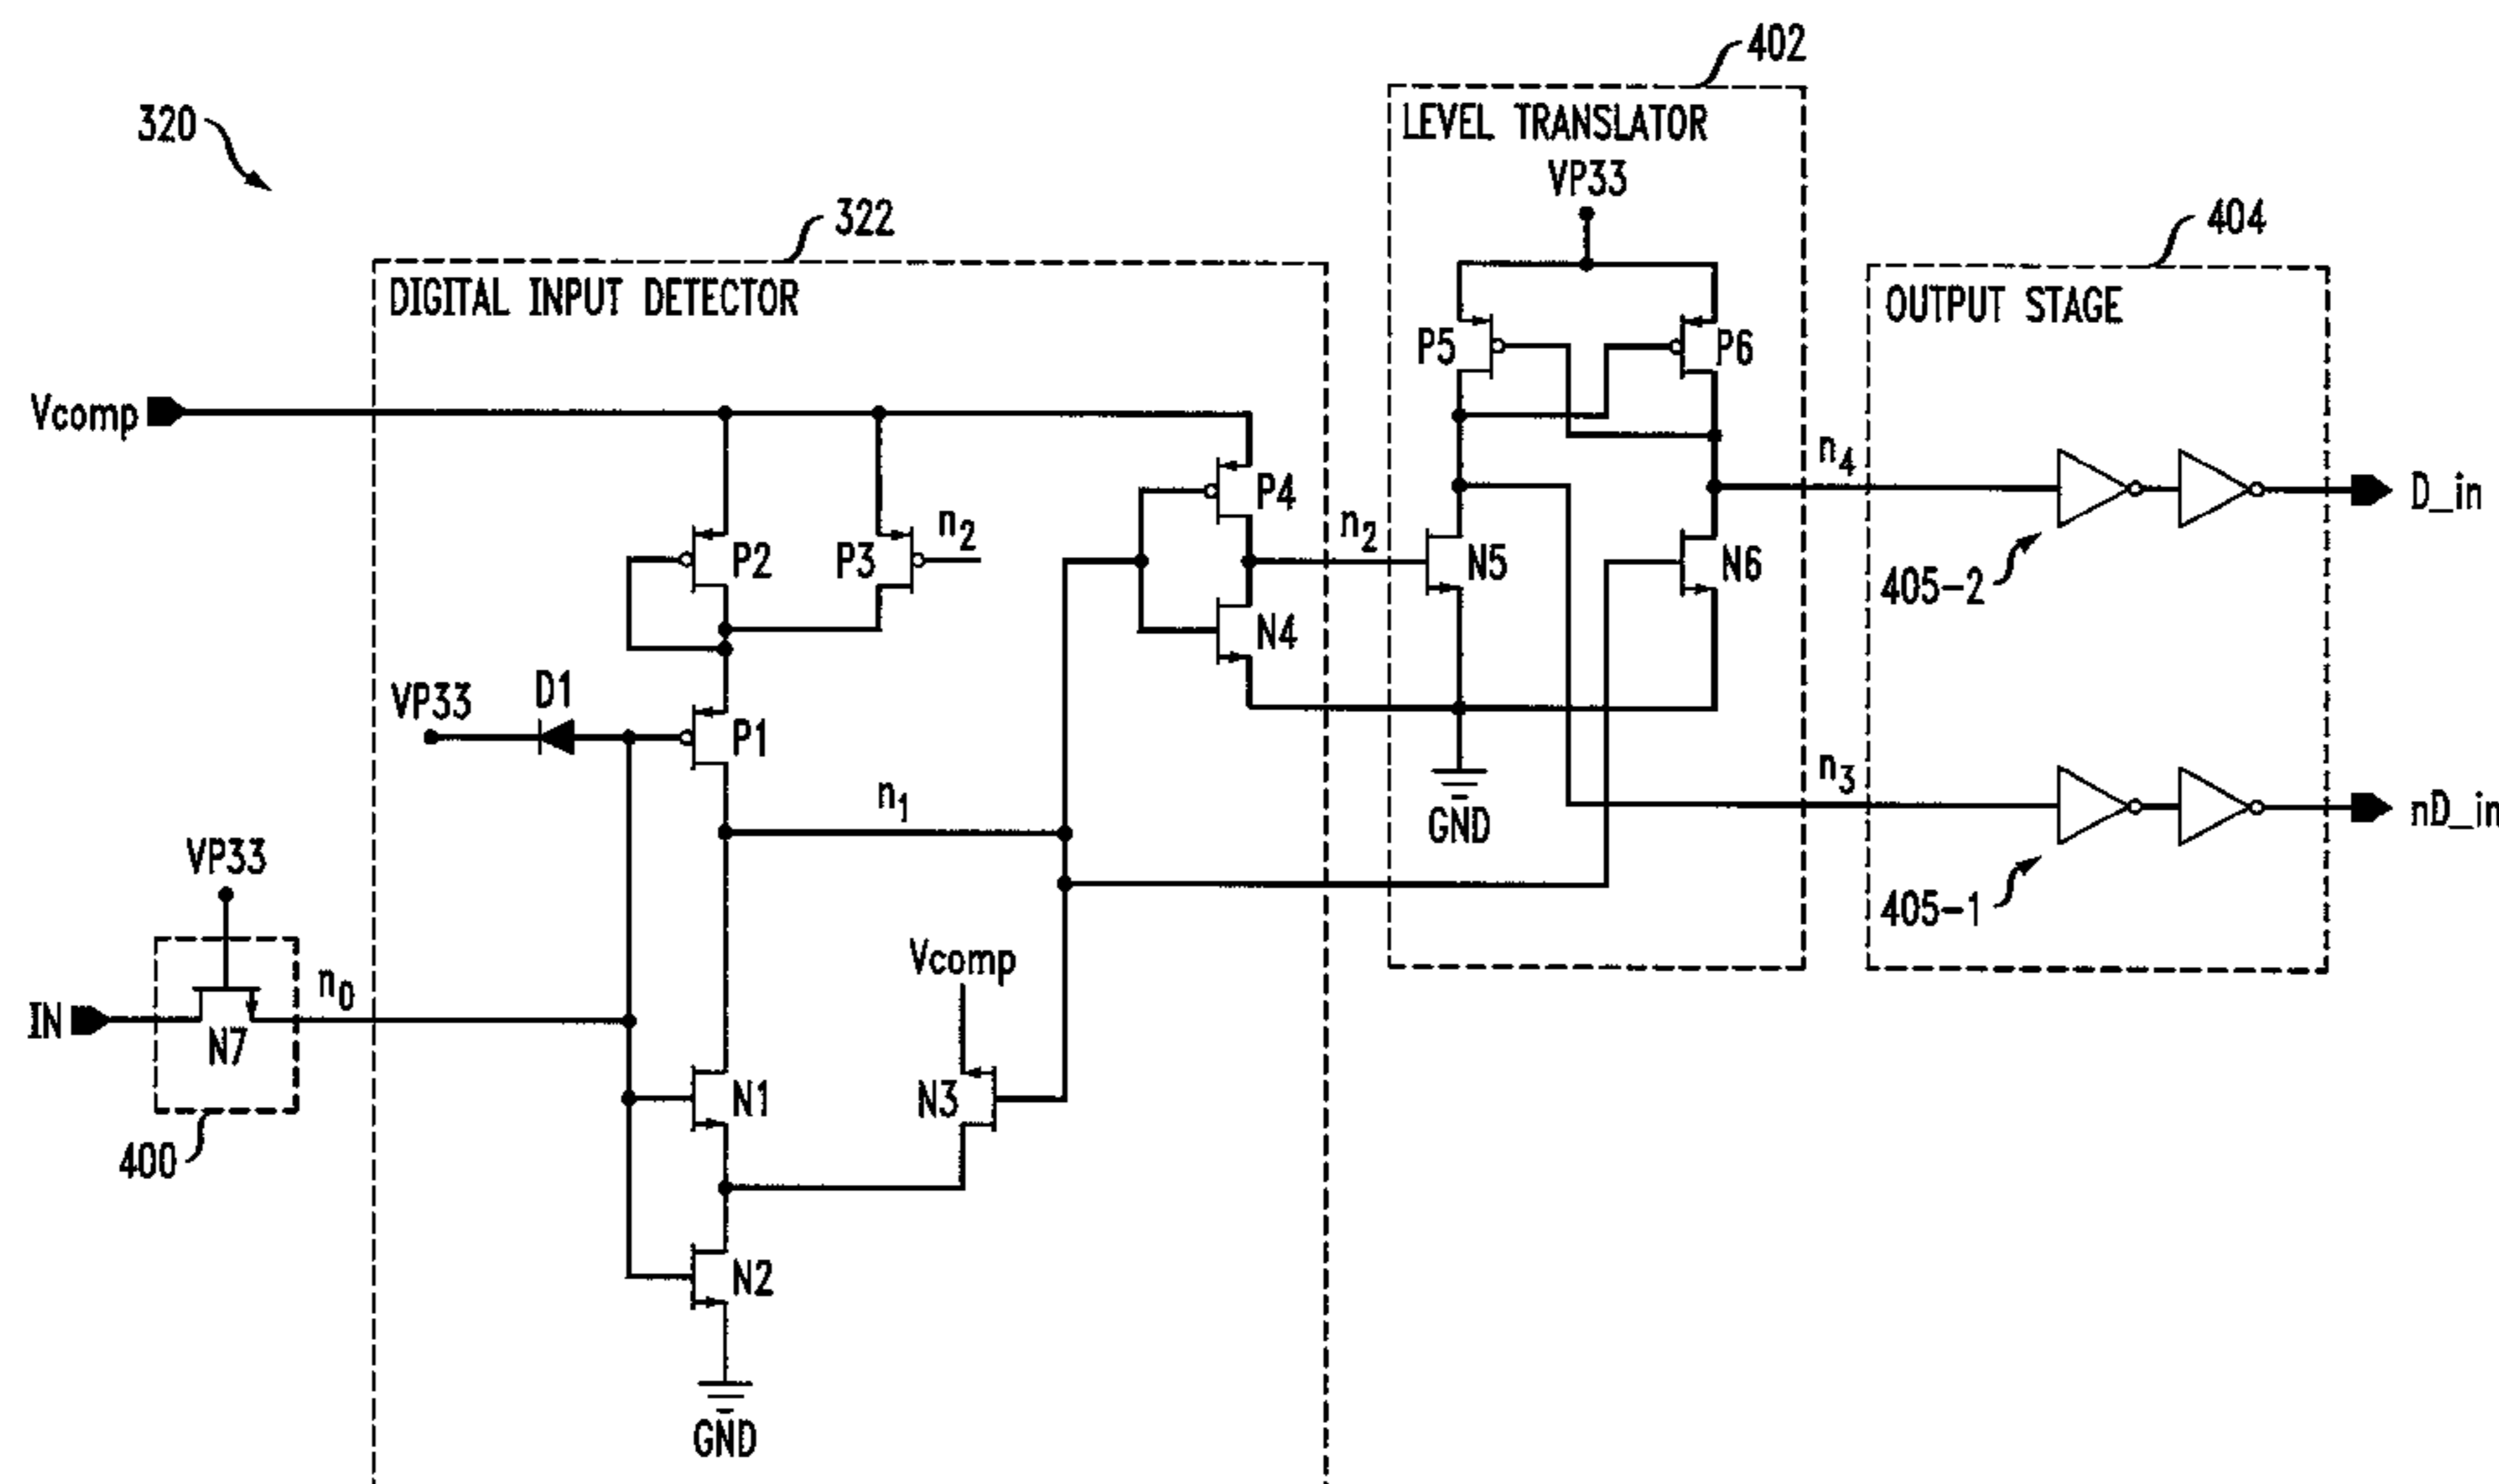 402
320
LEVEL TRANSLATOR
VP33
322
404
DIGITAL INPUT DETECTOR
OUTPUT STAGE
P5
P6
Vcomp
n4
P4
D_in
n2
n2
P2
P3
N5
N6
405-2
N4
VP33
D1
P1
n3
n1
GND
nD_in
VP33
405-1
Vcomp
n0
IN
N7
N1
N3
400
N2
GND